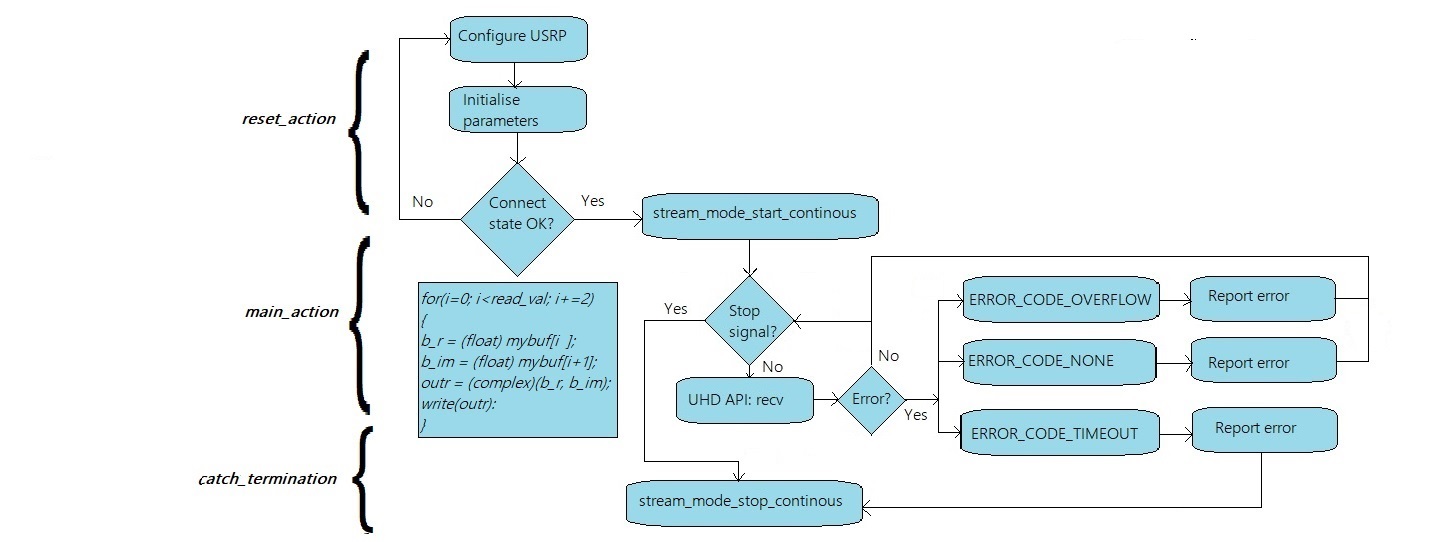 Configure USRP
reset_action
Initialise
parameters
Connect
state OK?
No
Yes
stream_mode_start_continous
main_action
for(i=0; i<read_val; i+=2)
{
b_r = (float) mybuf[i  ];
b_im = (float) mybuf[i+1];
outr = (complex)(b_r, b_im);
write(outr):
}
Yes
Stop
signal?
No
UHD API: recv
No
Error?
Yes
ERROR_CODE_OVERFLOW
Report error
ERROR_CODE_NONE
Report error
ERROR_CODE_TIMEOUT
Report error
catch_termination
stream_mode_stop_continous